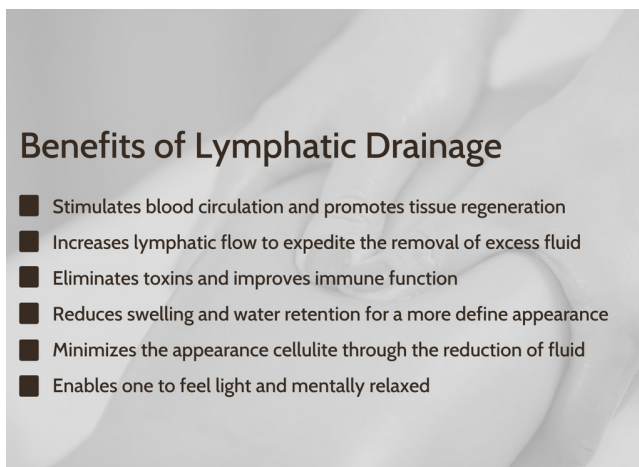 Benefits of Lymphatic Drainage
Stimulates blood circulation and promotes tissue regeneration
Increases lymphatic flow to expedite the removal of excess fluid
Eliminates toxins and improves immune function
Reduces swelling and water retention for a more define appearance
Minimizes the appearance cellulite through the reduction of fluid
Enables one to feel light and mentally relaxed